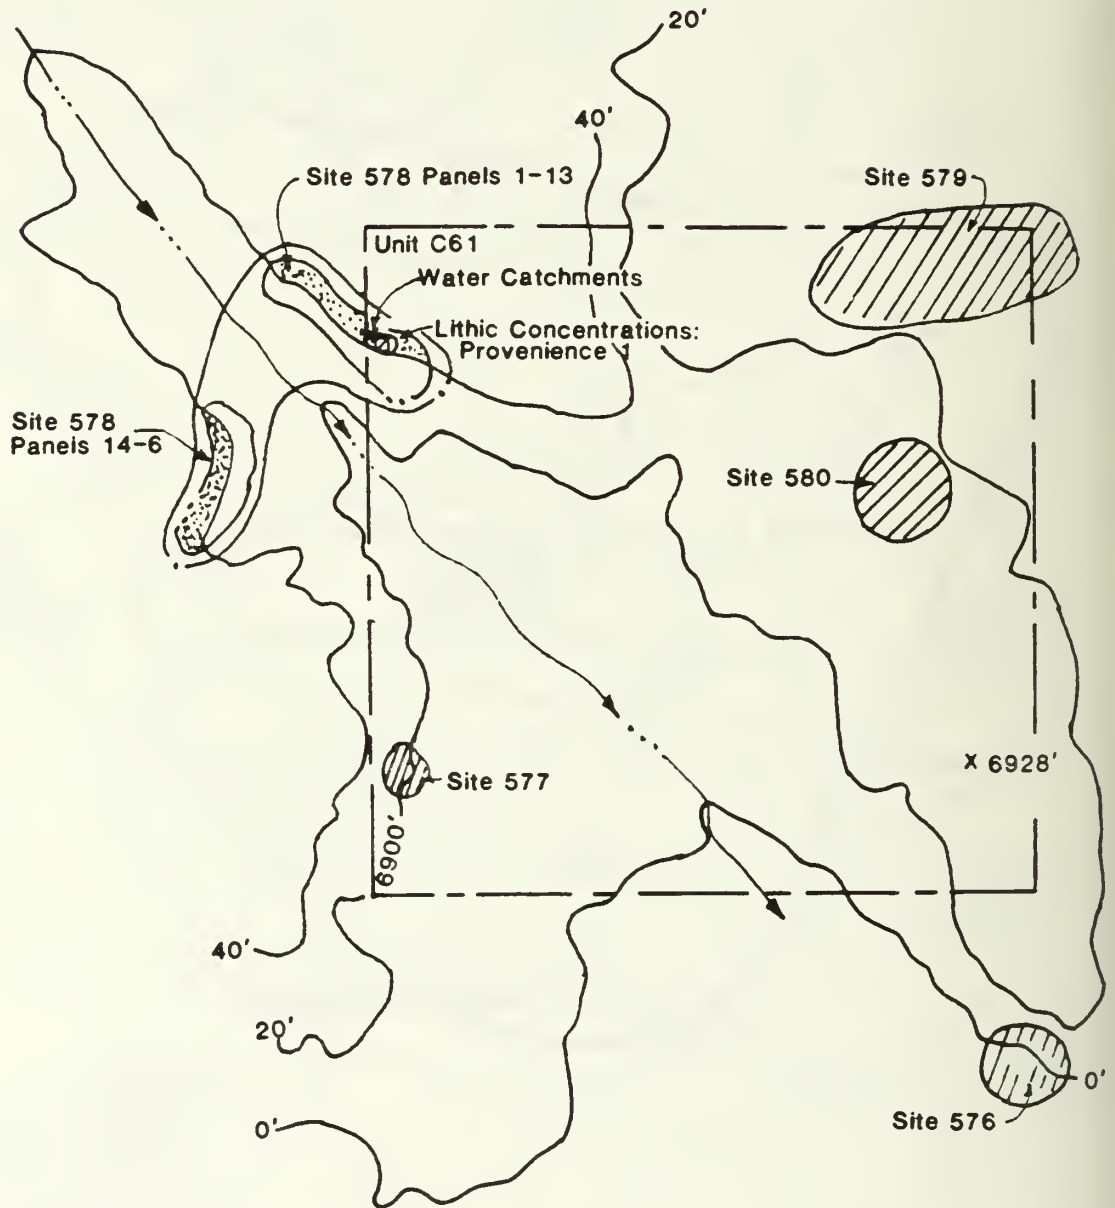 20'
40'
Site 578 Panels 1-13
Site 579
Unit C61
Water Catchments
Lithic Concentrations:
Provenience 1
Site 578
Panels 14-6
Site 580
X 6928'
Site 577
6900'
40'
20'
0'
0'
Site 576